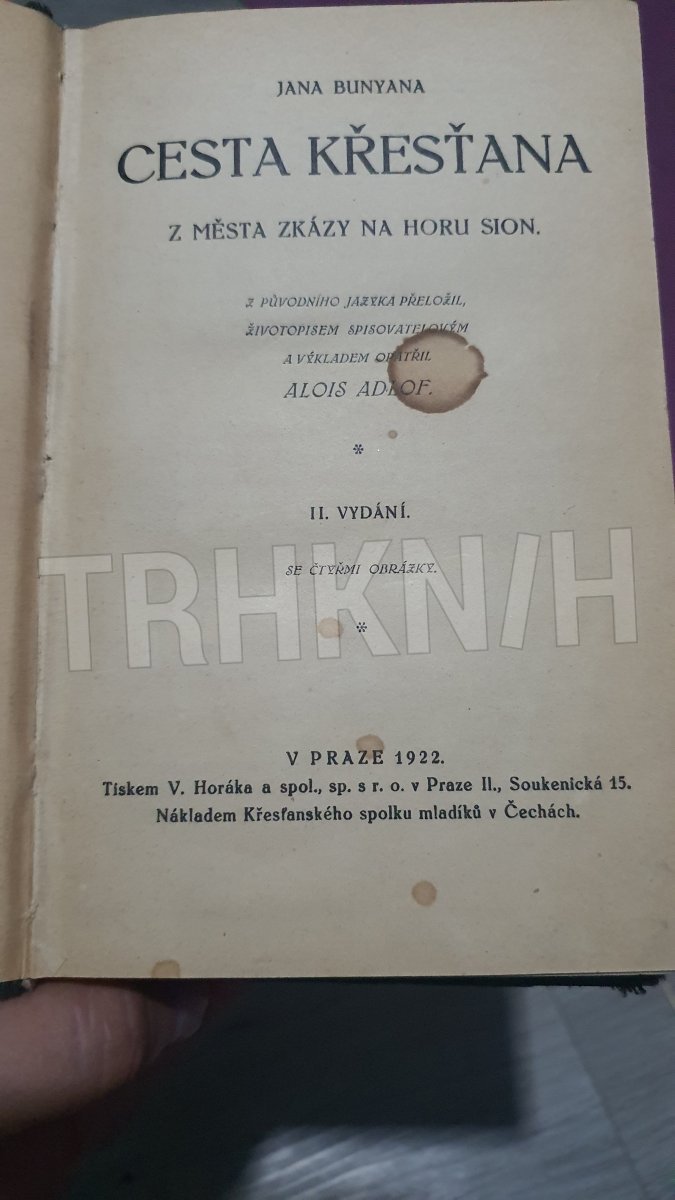 JANA BUNYANA
CESTA KŘESŤANA
Z MĚSTA ZKÁZY NA HORU SION.
Z PŮVODNÍHO JAZYKA PŘELOŽIL,
ŽIVOTOPISEM SPISOVATELOVÝM
A VÝKLADEM OPATŘIL
ALOIS ADLOF.
*
II. VYDÁNÍ.
SE ČTYŘMI OBRÁZKY.
TRHKNIH
*
V PRAZE 1922.
Tiskem V. Horáka a spol., sp. s r. o. v Praze II., Soukenická 15.
Nákladem Křesťanského spolku mladíků v Čechách.